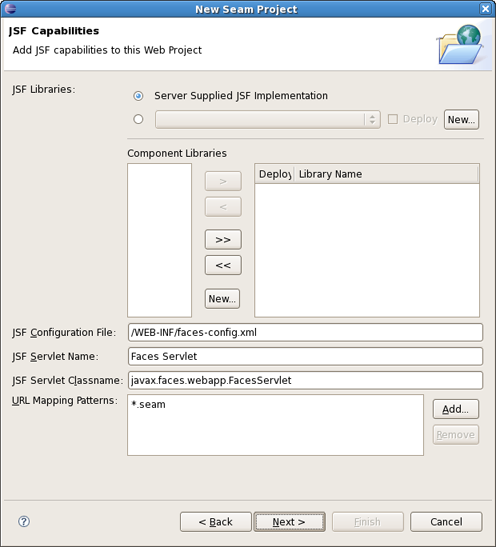 New Seam Project
JSF Capabilities
Add JSF capabilities to this Web Project
JSF Libraries:
Server Supplied JSF Implementation
Deploy
New...
Component Libraries
Deploy Library Name
>
<
>>
<<
New...
JSF Configuration File: /WEB-INF/faces-config.xml
JSF Servlet Name: Faces Servlet
JSF Servlet Classname: javax.faces.webapp.FacesServlet
URL Mapping Patterns: *.seam
Add...
Remove
? < Back Next > Finish Cancel